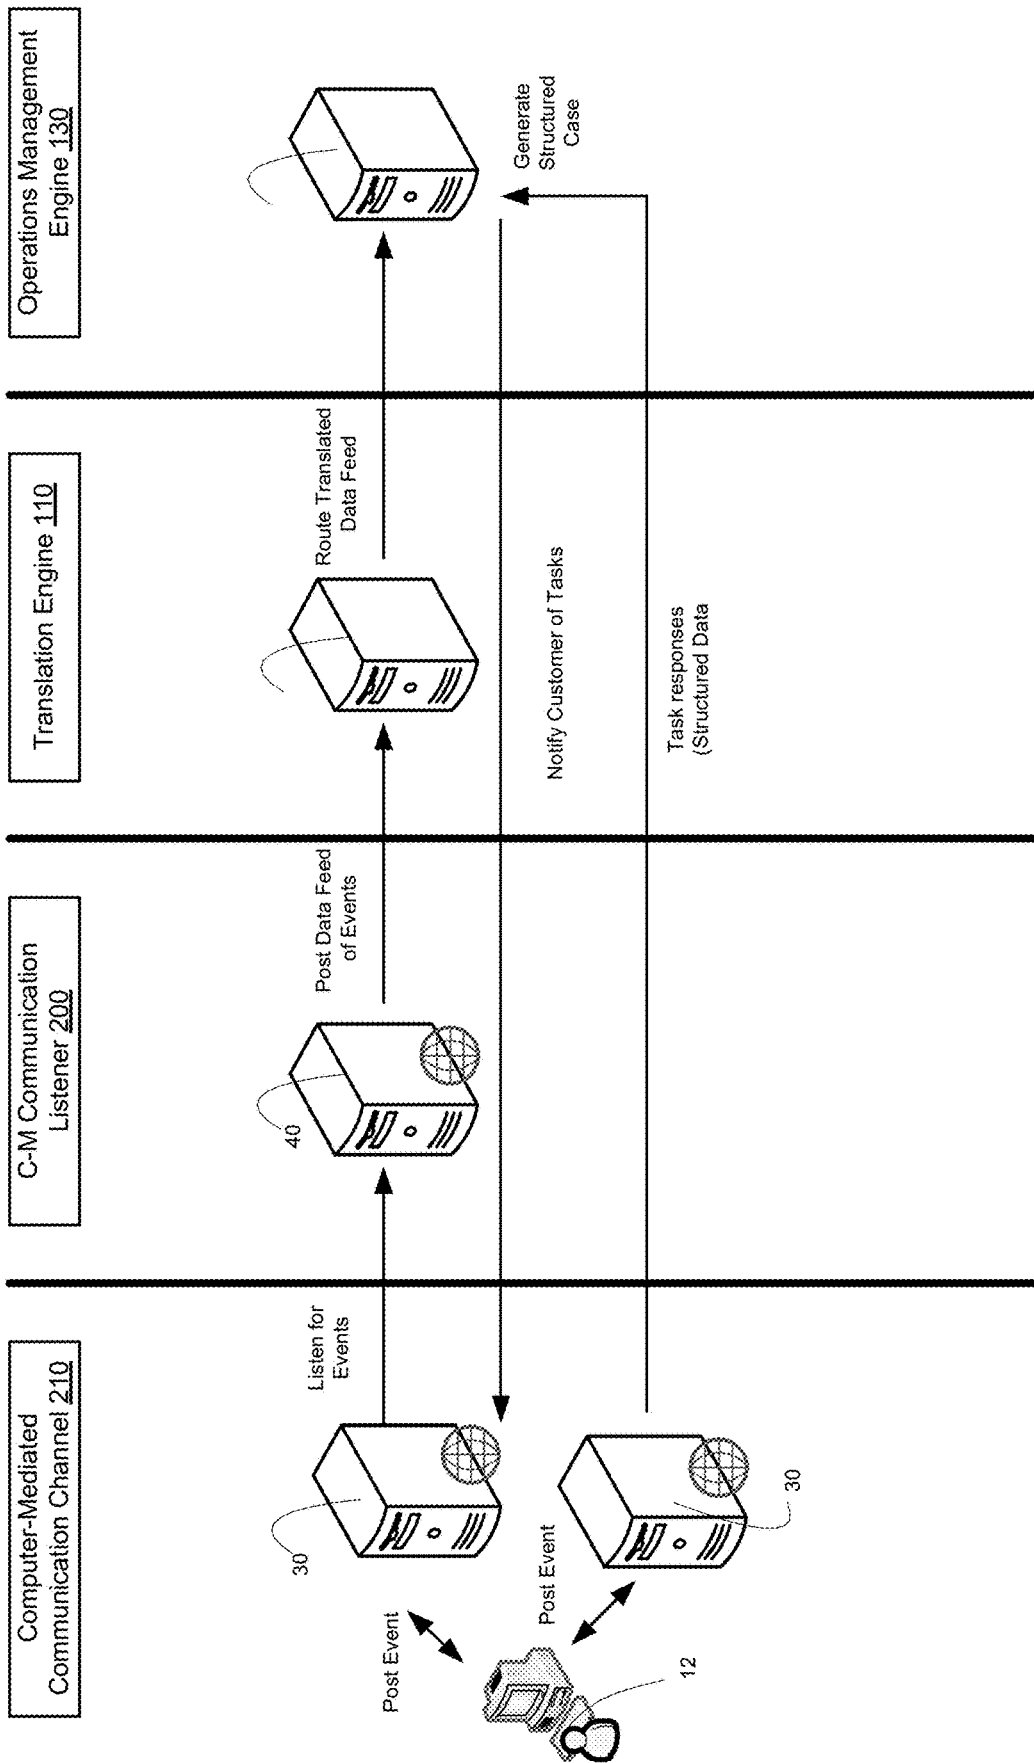 Computer-Mediated
Communication Channel 210
C-M Communication
Listener 200
Translation Engine 110
Operations Management
Engine 130
Post Event
Post Event
12
30
30
Listen for
Events
40
Post Data Feed
of Events
Route Translated
Data Feed
Generate
Structured
Case
Notify Customer of Tasks
Task responses
(Structured Data